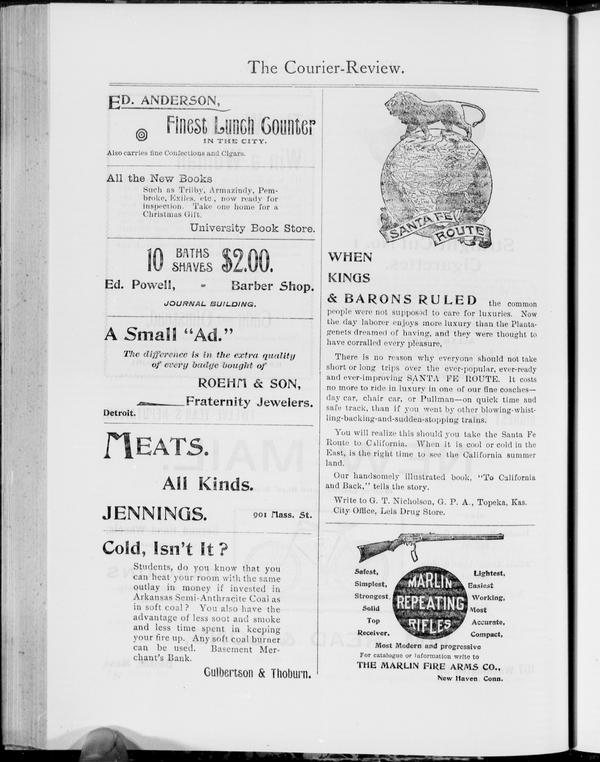 The Courier-Review.
ED. ANDERSON,
Finest Lunch Counter
IN THE CITY.
Also carries fine Confections and Cigars.
All the New Books
Such as Trilby, Armazindy, Pem-
broke, Exiles, etc., now ready for
inspection. Take one home for a
Christmas Gift.
University Book Store.
10 BATHS
SHAVES $2.00.
Ed. Powell, - Barber Shop.
JOURNAL BUILDING.
A Small "Ad."
The difference is in the extra quality
of every badge bought of
ROEHM & SON,
Fraternity Jewelers.
Detroit.
MEATS.
All Kinds.
JENNINGS. 901 Mass. St.
Cold, Isn't It?
Students, do you know that you
can heat your room with the same
outlay in money if invested in
Arkansas Semi-Anthracite Coal as
in soft coal? You also have the
advantage of less soot and smoke
and less time spent in keeping
your fire up. Any soft coal burner
can be used. Basement Mer-
chant's Bank.
Culbertson & Thoburn.
SANTA FE
ROUTE
WHEN
KINGS
& BARONS RULED the common
people were not supposed to care for luxuries. Now
the day laborer enjoys more luxury than the Planta-
genets dreamed of having, and they were thought to
have corralled every pleasure,
There is no reason why everyone should not take
short or long trips over the ever-popular, ever-ready
and ever-improving SANTA FE ROUTE. It costs
no more to ride in luxury in one of our fine coaches—
day car, chair car, or Pullman—on quick time and
safe track, than if you went by other blowing-whist-
ling-backing-and-sudden-stopping trains.
You will realize this should you take the Santa Fe
Route to California. When it is cool or cold in the
East, is the right time to see the California summer
land.
Our handsomely illustrated book, "To California
and Back," tells the story.
Write to G. T. Nicholson, G. P. A., Topeka, Kas.
City Office, Leis Drug Store.
Safest,
Simplest,
Strongest
Solid
Top
Receiver.
MARLIN
REPEATING
RIFLES
Lightest,
Easiest
Working,
Most
Accurate,
Compact,
Most Modern and progressive
For catalogue or information write to
THE MARLIN FIRE ARMS CO.,
New Haven Conn.